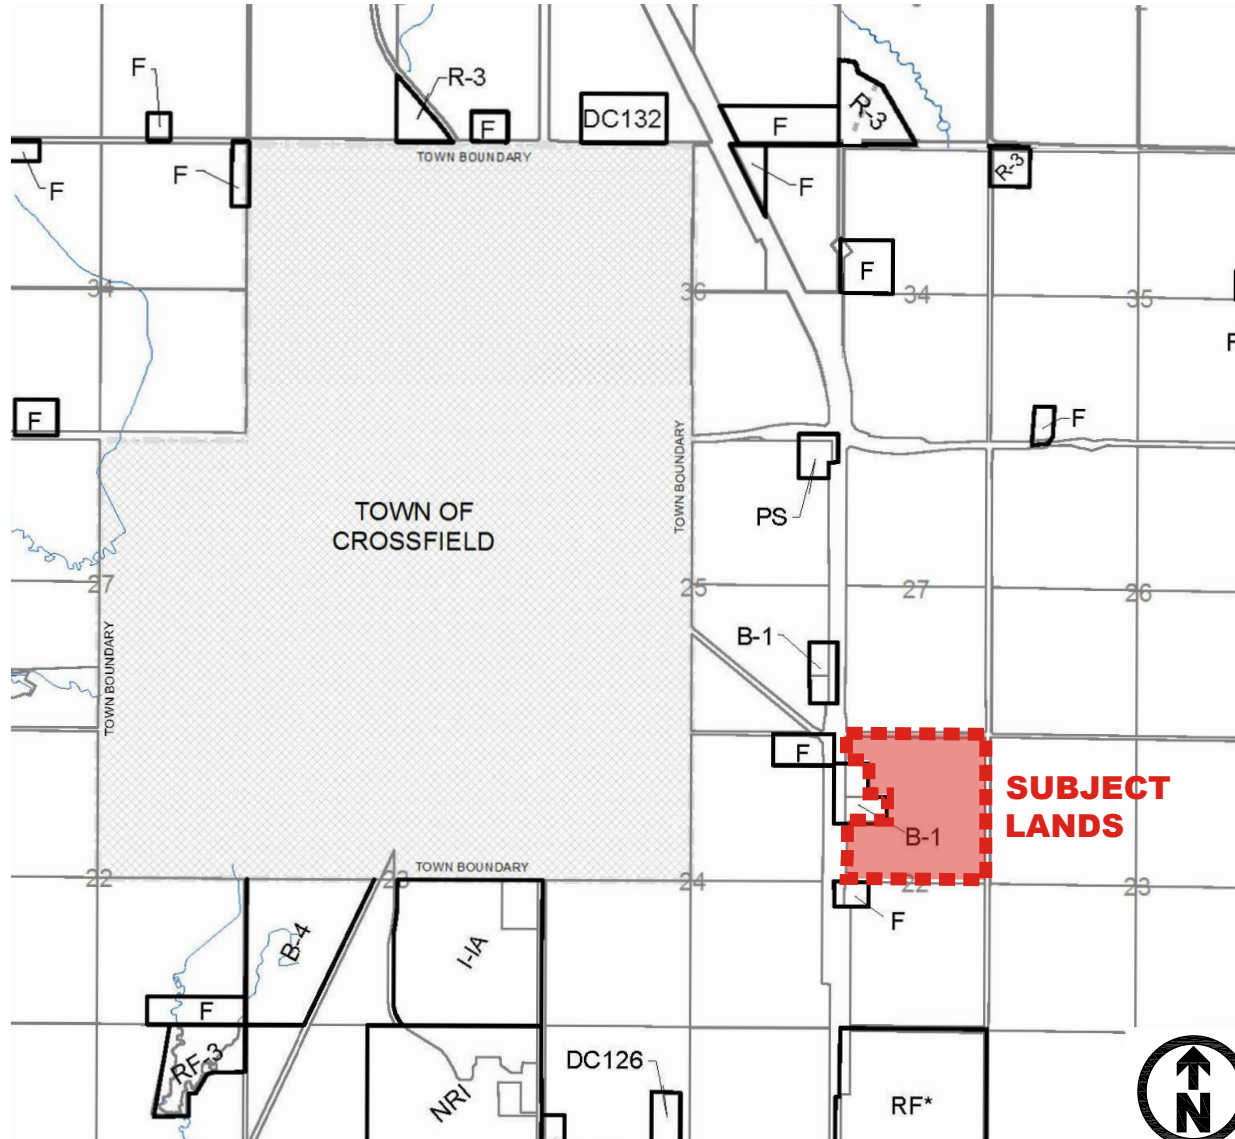 F
R-3
F
DC132
F
R-3
TOWN BOUNDARY
F
F
F
R-3
34
36
F
34
35
F
F
TOWN BOUNDARY
PS
TOWN OF
CROSSFIELD
27
25
27
26
TOWN BOUNDARY
B-1
F
SUBJECT
LANDS
B-1
TOWN BOUNDARY
22
23
24
22
23
F
B-4
I-IA
F
RF-3
NRI
DC126
RF*
N